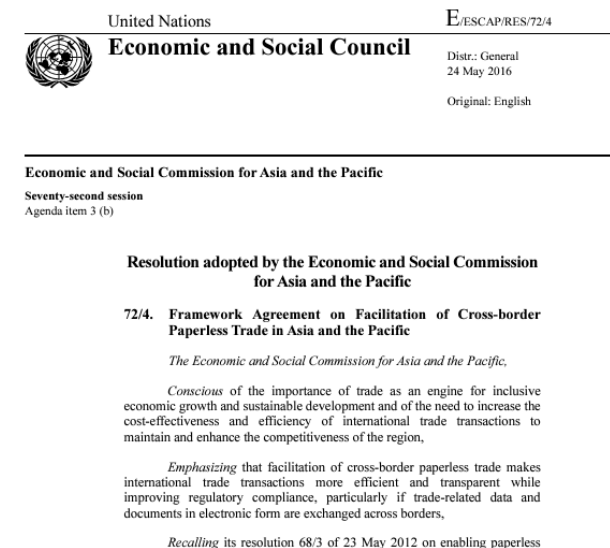 United Nations
E/ESCAP/RES/72/4
Economic and Social Council
Distr.: General
24 May 2016
Original: English
Economic and Social Commission for Asia and the Pacific
Seventy-second session
Agenda item 3 (b)
Resolution adopted by the Economic and Social Commission
for Asia and the Pacific
72/4. Framework Agreement on Facilitation of Cross-border
Paperless Trade in Asia and the Pacific
The Economic and Social Commission for Asia and the Pacific,
Conscious of the importance of trade as an engine for inclusive
economic growth and sustainable development and of the need to increase the
cost-effectiveness and efficiency of international trade transactions to
maintain and enhance the competitiveness of the region,
Emphasizing that facilitation of cross-border paperless trade makes
international trade transactions more efficient and transparent while
improving regulatory compliance, particularly if trade-related data and
documents in electronic form are exchanged across borders,
Recalling its resolution 68/3 of 23 May 2012 on enabling paperless